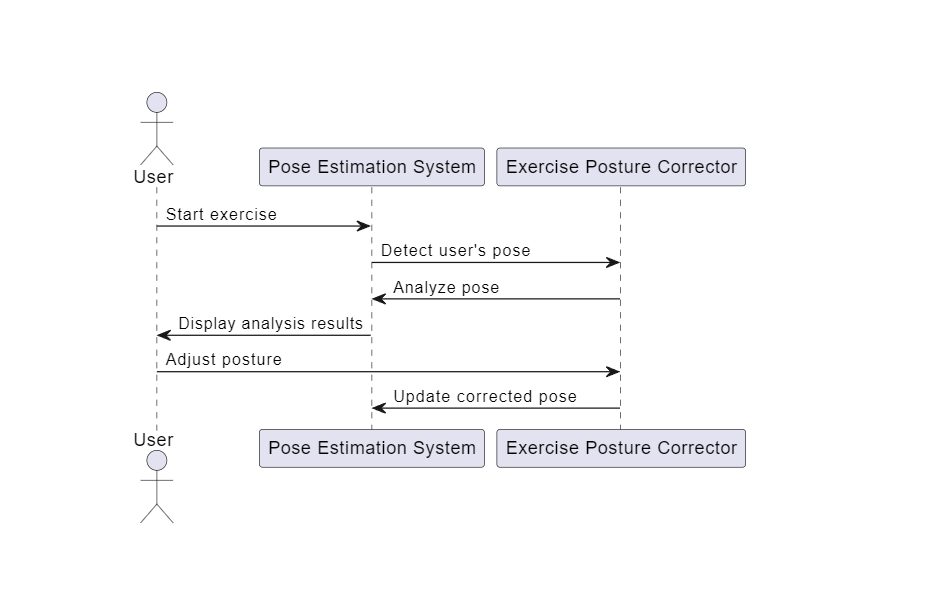 User
Pose Estimation System
Exercise Posture Corrector
Start exercise
Detect user's pose
Analyze pose
Display analysis results
Adjust posture
Update corrected pose
User
Pose Estimation System
Exercise Posture Corrector